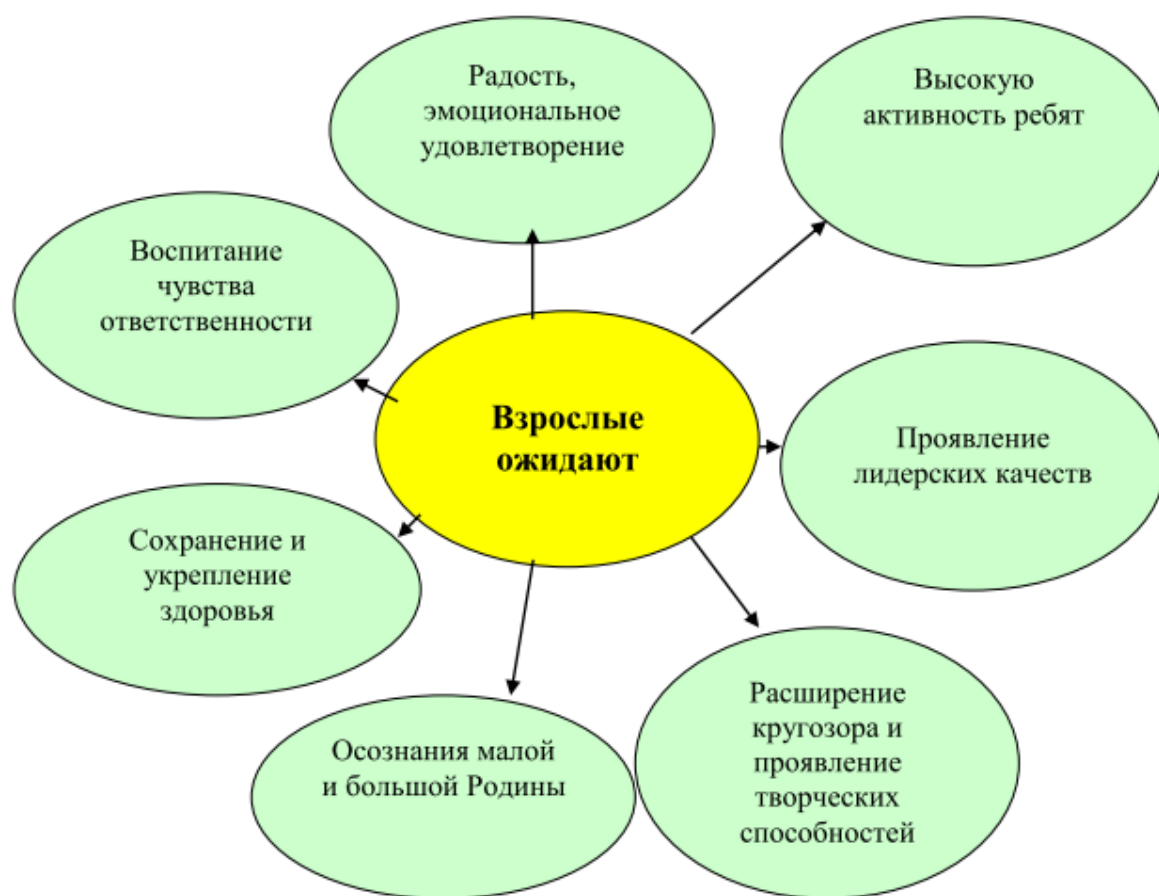 Радость,
эмоциональное
удовлетворение
Высокую
активность ребят
Воспитание
чувства
ответственности
Взрослые
ожидают
Проявление
лидерских качеств
Сохранение и
укрепление
здоровья
Осознания малой
и большой Родины
Расширение
кругозора и
проявление
творческих
способностей